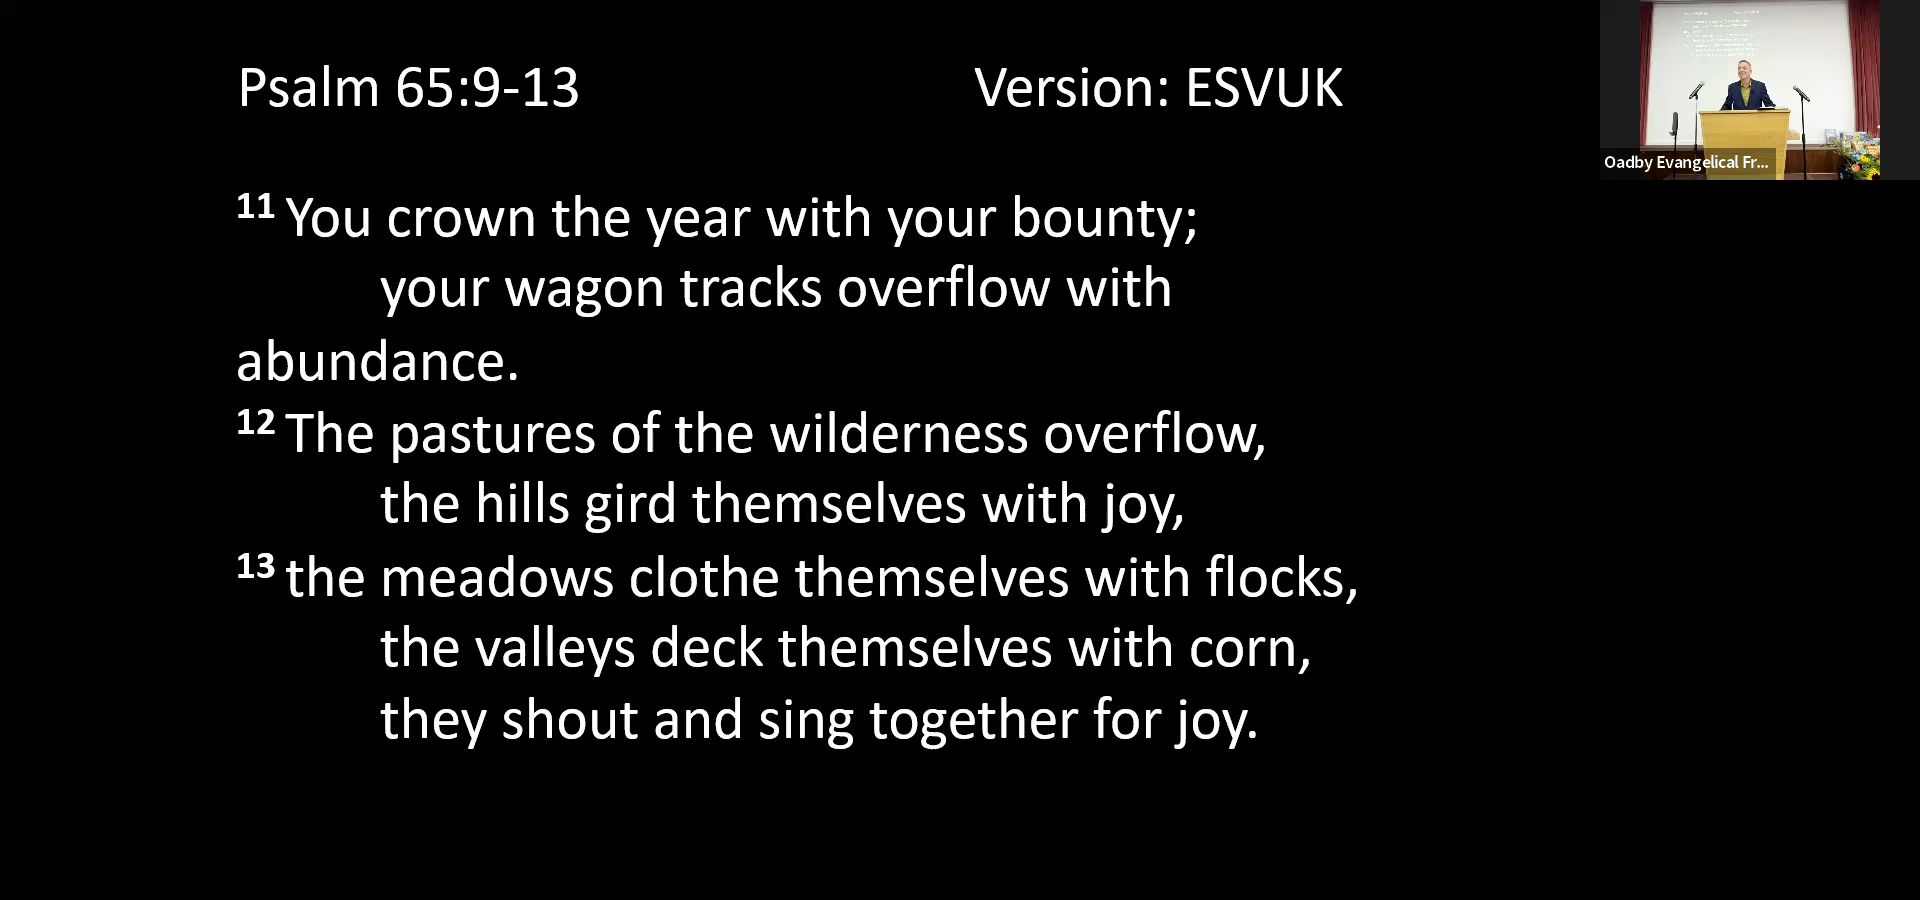 Psalm 65:9-13 Version: ESVUK
11 You crown the year with your bounty;
your wagon tracks overflow with
abundance.
12 The pastures of the wilderness overflow,
the hills gird themselves with joy,
13 the meadows clothe themselves with flocks,
the valleys deck themselves with corn,
they shout and sing together for joy.
Oadby Evangelical Fr...